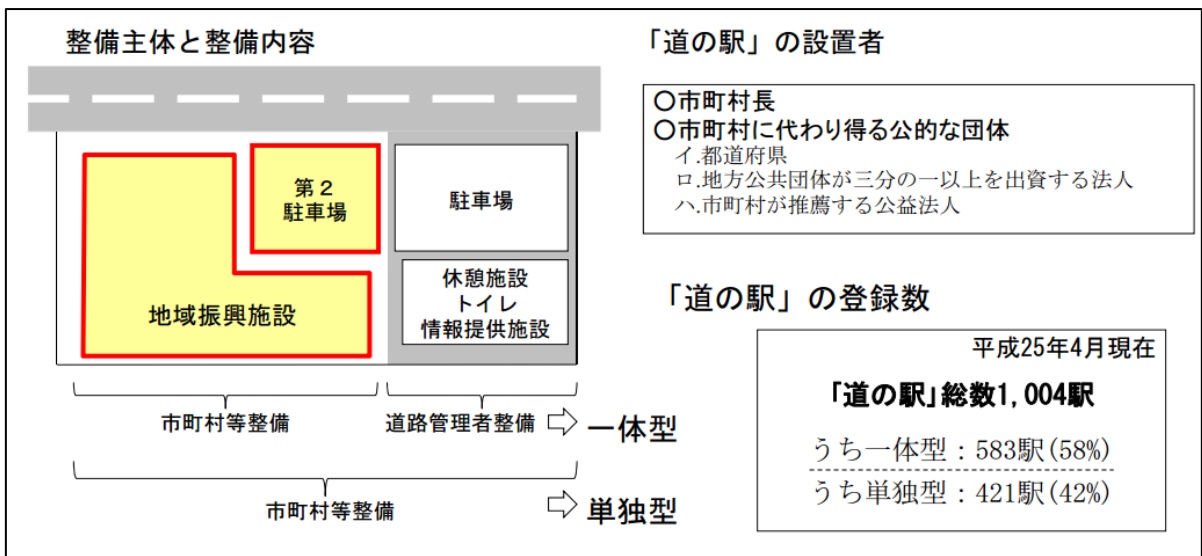 整備主体と整備内容
第２
駐車場
地域振興施設
駐車場
休憩施設
トイレ
情報提供施設
市町村等整備
道路管理者整備
一体型
市町村等整備
単独型
「道の駅」の設置者
○市町村長
○市町村に代わり得る公的な団体
イ.都道府県
ロ.地方公共団体が三分の一以上を出資する法人
ハ.市町村が推薦する公益法人
「道の駅」の登録数
平成25年4月現在
「道の駅」総数1,004駅
うち一体型：583駅(58%)
うち単独型：421駅(42%)